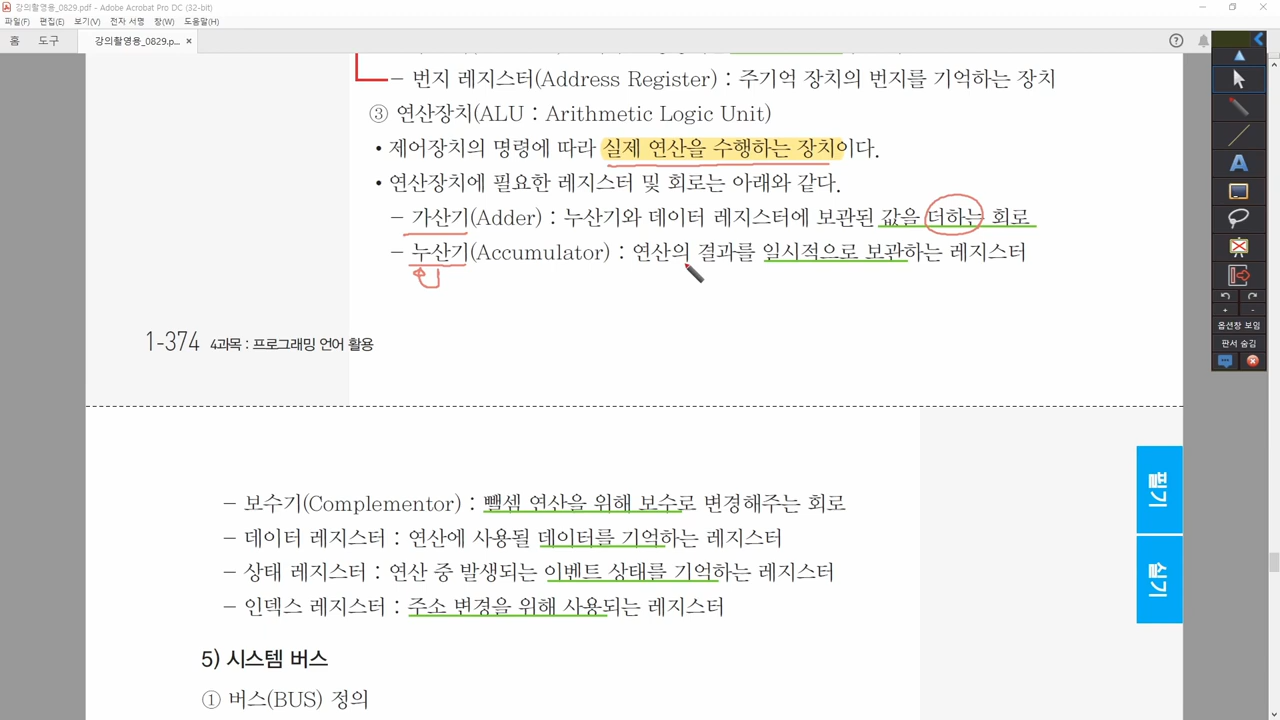 강의촬영용_0829.pdf - Adobe Acrobat Pro DC (32-bit)
파일(F) 편집(E) 보기(V) 전자 서명 창(W) 도움말(H)
홈 도구 강의촬영용_0829.p... ×
– 번지 레지스터(Address Register) : 주기억 장치의 번지를 기억하는 장치
③ 연산장치(ALU : Arithmetic Logic Unit)
• 제어장치의 명령에 따라 실제 연산을 수행하는 장치이다.
• 연산장치에 필요한 레지스터 및 회로는 아래와 같다.
– 가산기(Adder) : 누산기와 데이터 레지스터에 보관된 값을 더하는 회로
– 누산기(Accumulator) : 연산의 결과를 일시적으로 보관하는 레지스터
1-374 4과목 : 프로그래밍 언어 활용
– 보수기(Complementor) : 뺄셈 연산을 위해 보수로 변경해주는 회로
– 데이터 레지스터 : 연산에 사용될 데이터를 기억하는 레지스터
– 상태 레지스터 : 연산 중 발생되는 이벤트 상태를 기억하는 레지스터
– 인덱스 레지스터 : 주소 변경을 위해 사용되는 레지스터
5) 시스템 버스
① 버스(BUS) 정의
필기
실기
A
+ -
옵션창 보임
판서 숨김